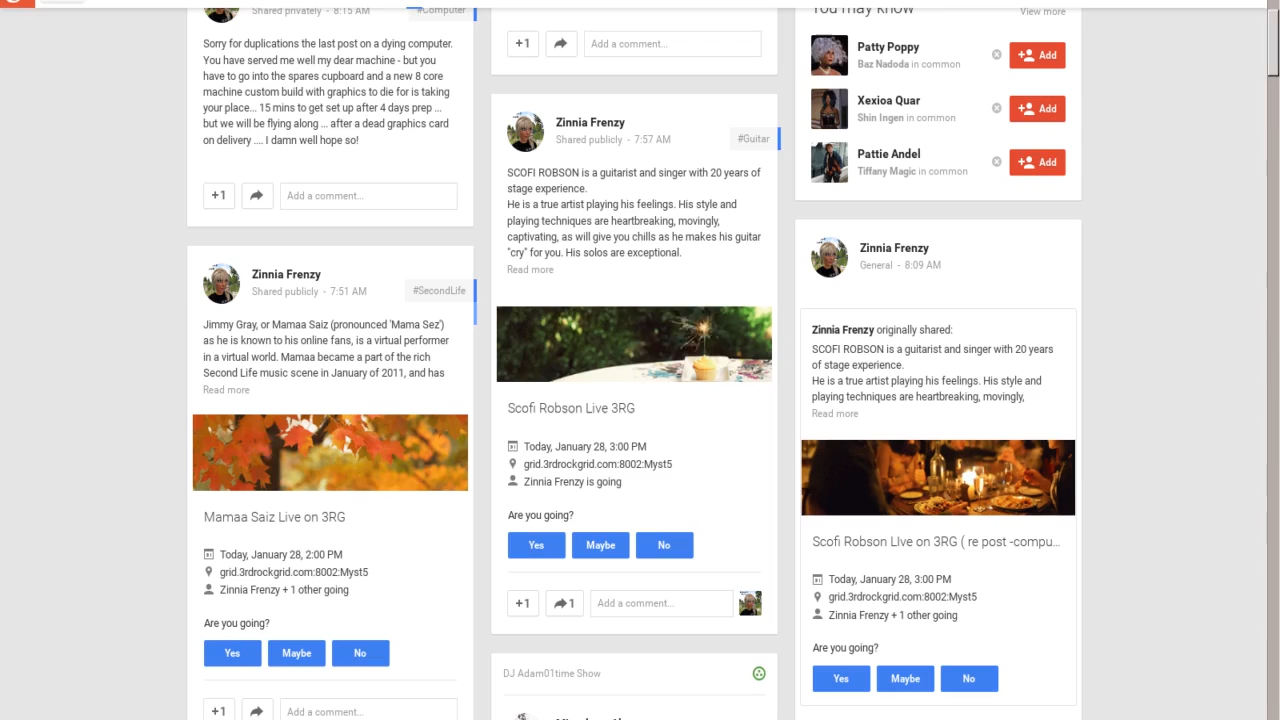 Shared privately - 8:15 AM
#Computer
Sorry for duplications the last post on a dying computer.
You have served me well my dear machine - but you
have to go into the spares cupboard and a new 8 core
machine custom build with graphics to die for is taking
your place... 15 mins to get set up after 4 days prep ...
but we will be flying along ... after a dead graphics card
on delivery .... I damn well hope so!
+1
Add a comment...
Zinnia Frenzy
Shared publicly - 7:51 AM
#SecondLife
Jimmy Gray, or Mamaa Saiz (pronounced 'Mama Sez')
as he is known to his online fans, is a virtual performer
in a virtual world. Mamaa became a part of the rich
Second Life music scene in January of 2011, and has
Read more
Mamaa Saiz Live on 3RG
Today, January 28, 2:00 PM
grid.3rdrockgrid.com:8002:Myst5
Zinnia Frenzy + 1 other going
Are you going?
Yes
Maybe
No
+1
Add a comment...
+1
Add a comment...
Zinnia Frenzy
Shared publicly - 7:57 AM
#Guitar
SCOFI ROBSON is a guitarist and singer with 20 years of
stage experience.
He is a true artist playing his feelings. His style and
playing techniques are heartbreaking, movingly,
captivating, as will give you chills as he makes his guitar
"cry" for you. His solos are exceptional.
Read more
Scofi Robson Live 3RG
Today, January 28, 3:00 PM
grid.3rdrockgrid.com:8002:Myst5
Zinnia Frenzy is going
Are you going?
Yes
Maybe
No
+1
1
Add a comment...
DJ Adam01time Show
You may know
View more
Patty Poppy
Baz Nadoda in common
Add
Xexioa Quar
Shin Ingen in common
Add
Pattie Andel
Tiffany Magic in common
Add
Zinnia Frenzy
General - 8:09 AM
Zinnia Frenzy originally shared:
SCOFI ROBSON is a guitarist and singer with 20 years
of stage experience.
He is a true artist playing his feelings. His style and
playing techniques are heartbreaking, movingly,
Read more
Scofi Robson LIve on 3RG ( re post -compu...
Today, January 28, 3:00 PM
grid.3rdrockgrid.com:8002:Myst5
Zinnia Frenzy + 1 other going
Are you going?
Yes
Maybe
No